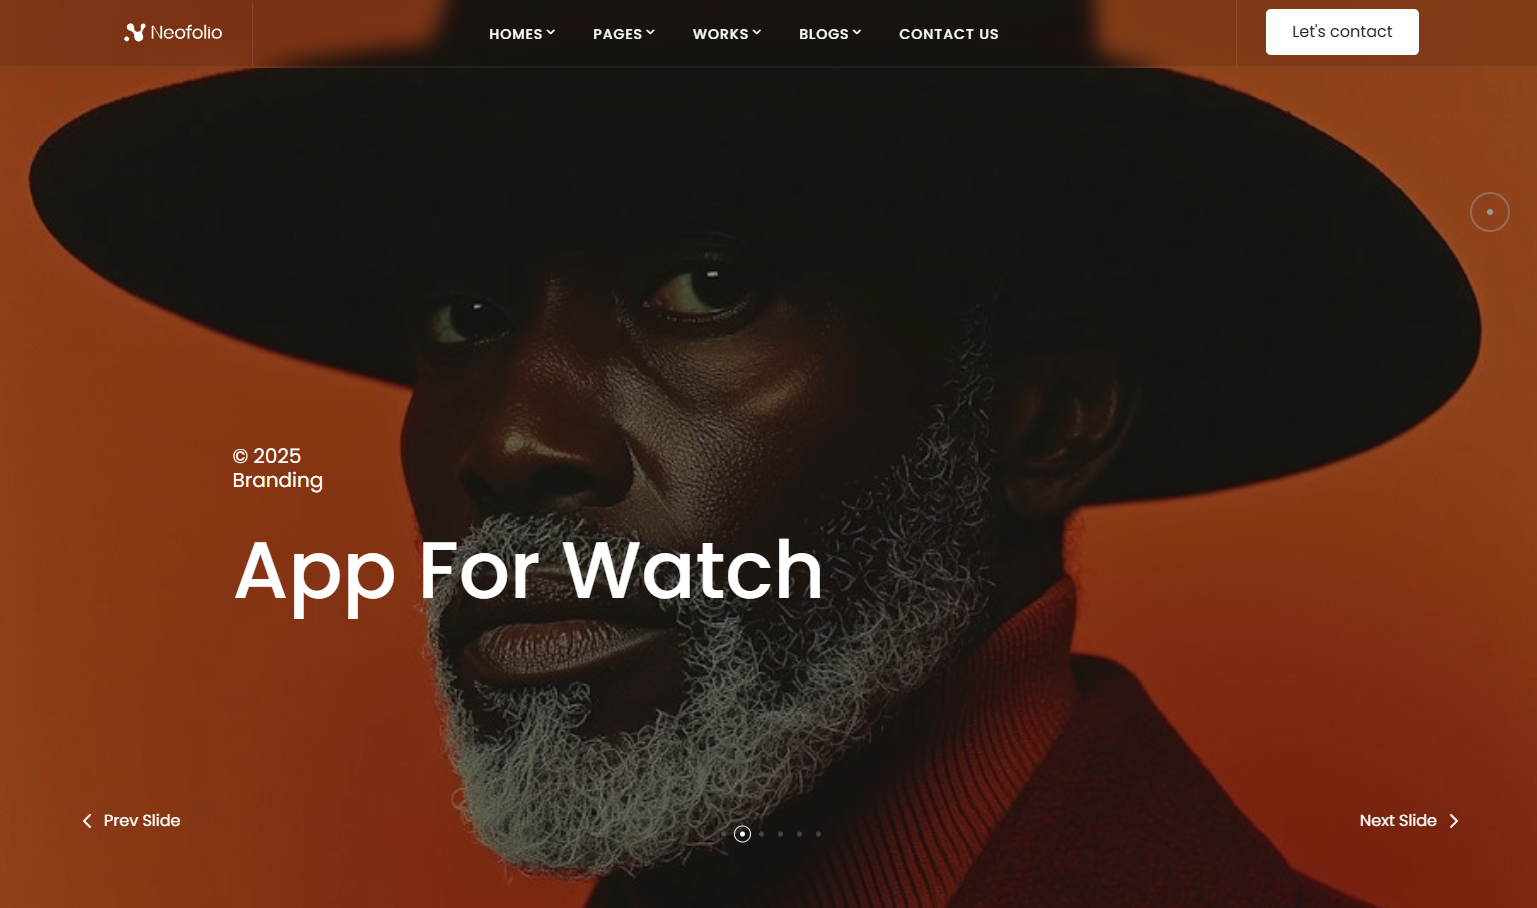 Neofolio
HOMES
PAGES
WORKS
BLOGS
CONTACT US
Let's contact
© 2025
Branding
App For Watch
Prev Slide
Next Slide